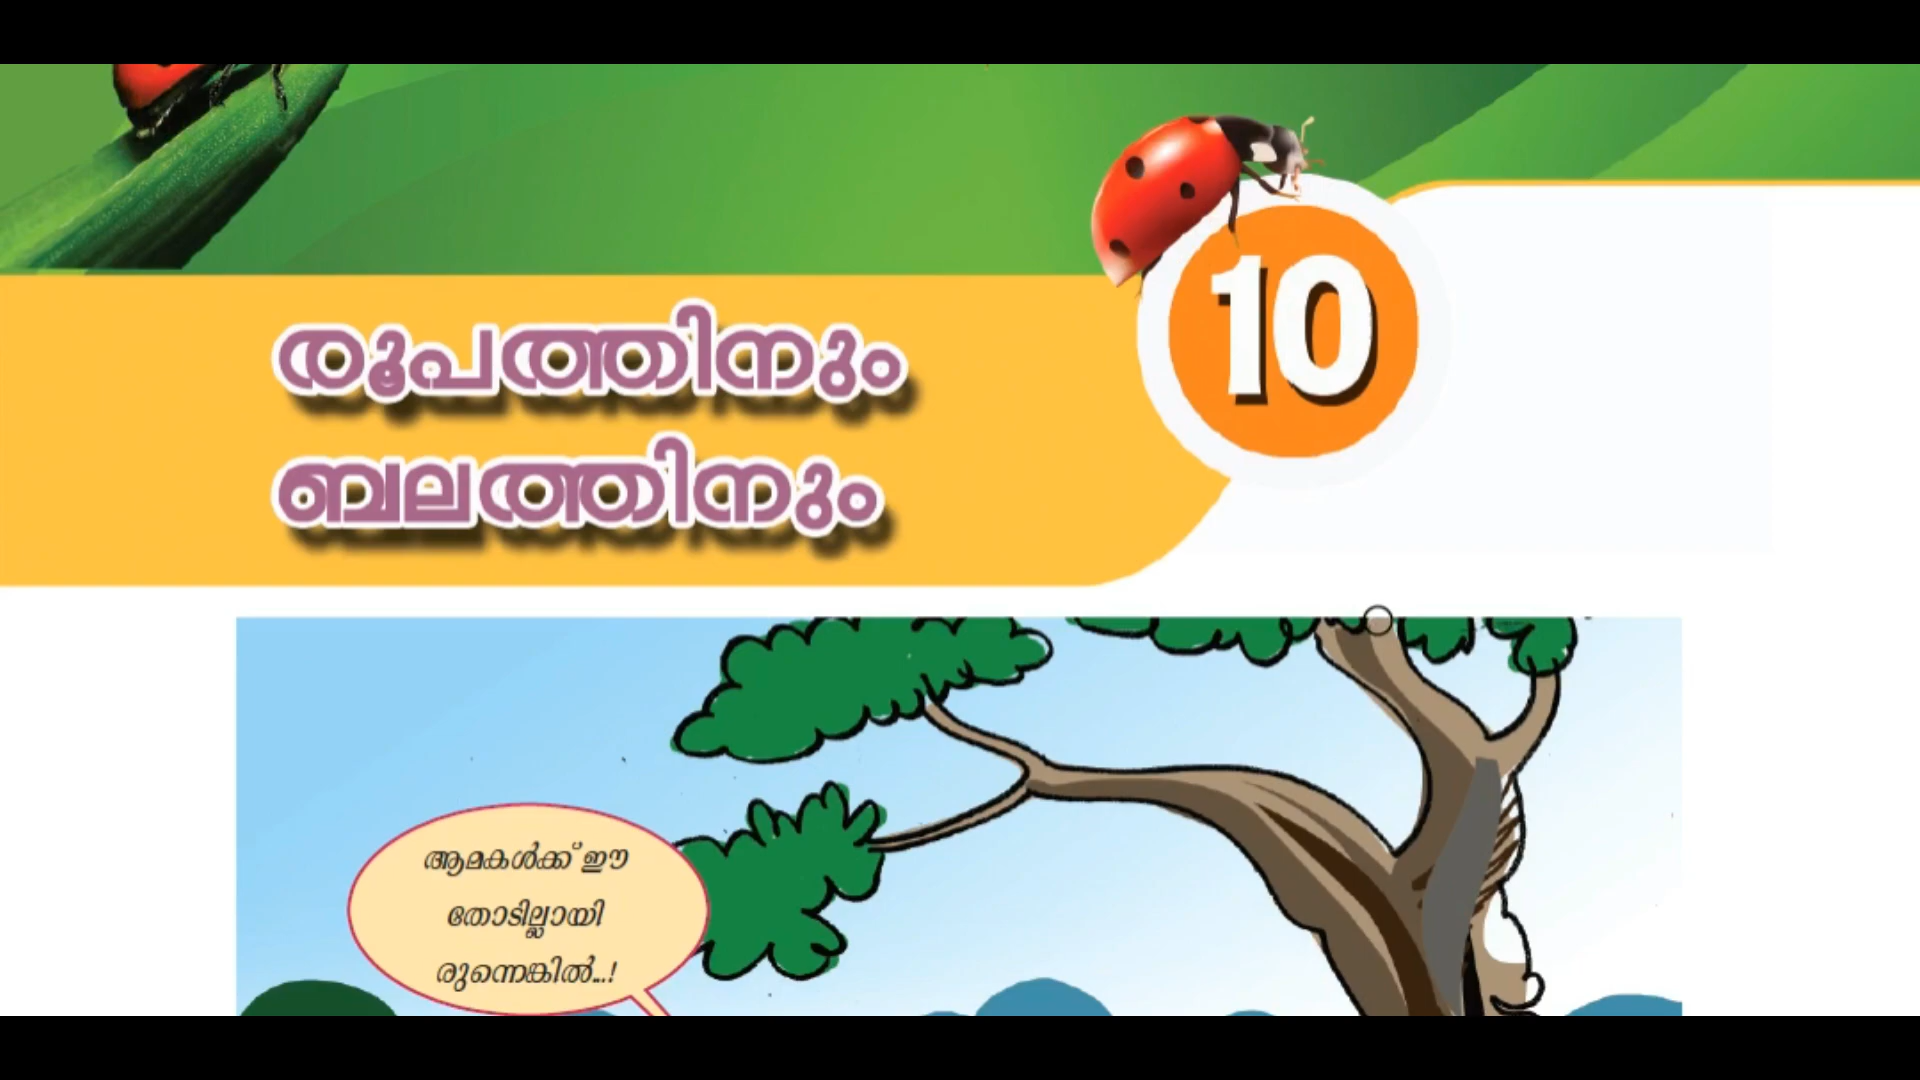 10
രൂപത്തിനും
ബലത്തിനും
ആമകൾക്ക് ഈ
തോടില്ലായി
രുന്നെങ്കിൽ...!